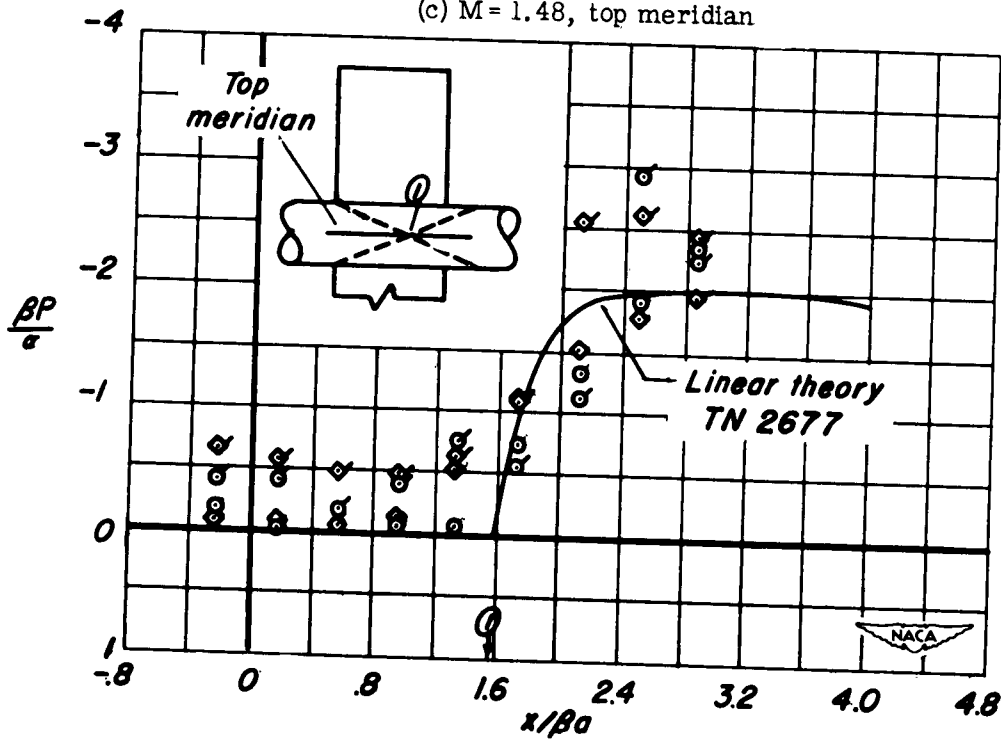 (c) M = 1.48, top meridian
-4
-3
-2
-1
0
1
βP
α
Top
meridian
Linear theory
TN 2677
NACA
-.8
0
.8
1.6
2.4
3.2
4.0
4.8
x/βa